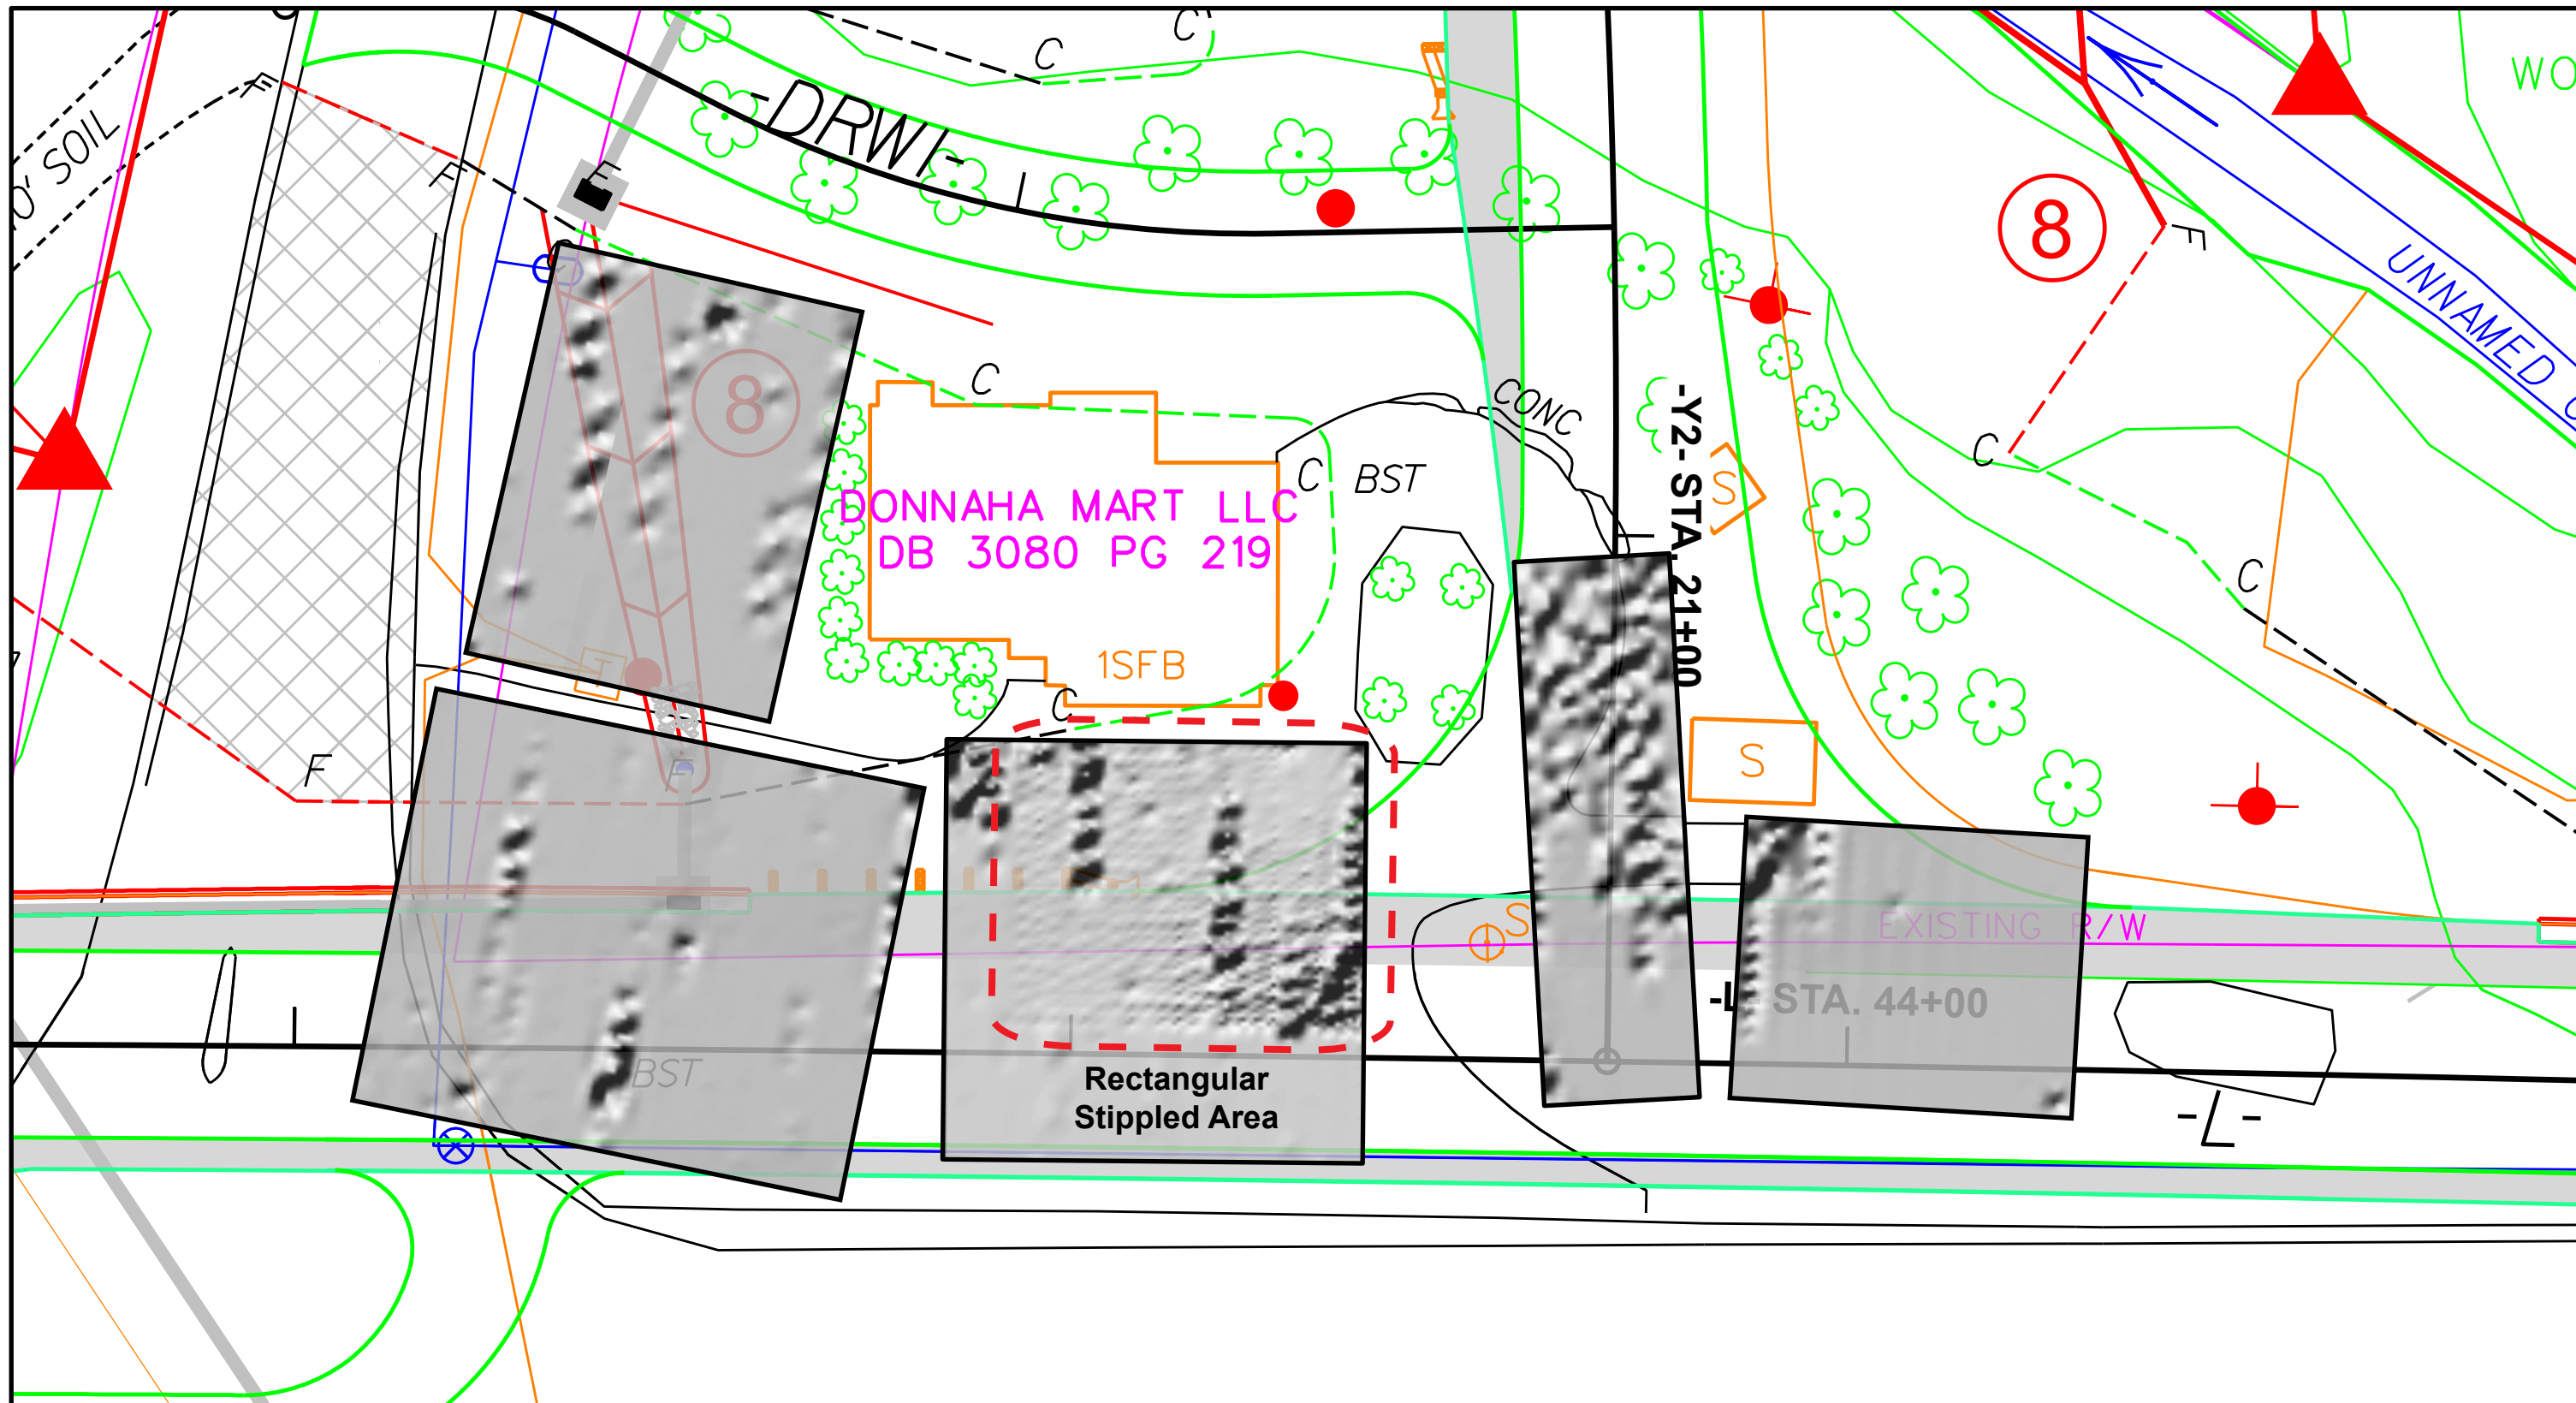 C
C
WO
F
O' SOIL
-DRWI-
F
F
8
F
UNNAMED
C
8
C
CONC
-Y2- STA. 21+00
C
BST
C
S
DONNAHA MART LLC
DB 3080 PG 219
C
1SFB
T
C
S
F
F
S
EXISTING R/W
-L STA. 44+00
BST
Rectangular
Stippled Area
-L-